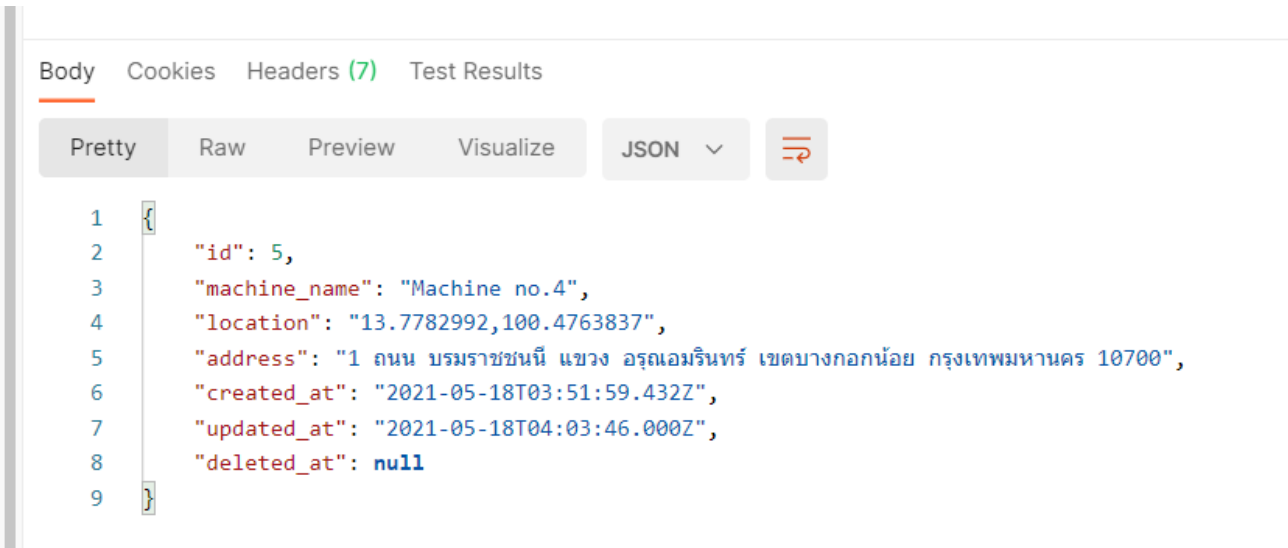 Body Cookies Headers (7) Test Results
Pretty Raw Preview Visualize JSON
1 {
2 "id": 5,
3 "machine_name": "Machine no.4",
4 "location": "13.7782992,100.4763837",
5 "address": "1 ถนน บรมราชชนนี แขวง อรุณอมรินทร์ เขตบางกอกน้อย กรุงเทพมหานคร 10700",
6 "created_at": "2021-05-18T03:51:59.432Z",
7 "updated_at": "2021-05-18T04:03:46.000Z",
8 "deleted_at": null
9 }